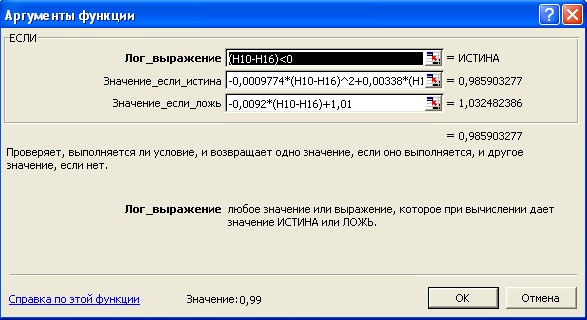 Аргументы функции
ЕСЛИ
Лог_выражение (H10-H16)<0 = ИСТИНА
Значение_если_истина -0,0009774*(H10-H16)^2+0,00338*(H1 = 0,985903277
Значение_если_ложь -0,0092*(H10-H16)+1,01 = 1,032482386
= 0,985903277
Проверяет, выполняется ли условие, и возвращает одно значение, если оно выполняется, и другое
значение, если нет.
Лог_выражение любое значение или выражение, которое при вычислении дает
значение ИСТИНА или ЛОЖЬ.
Справка по этой функции Значение:0,99 OK Отмена